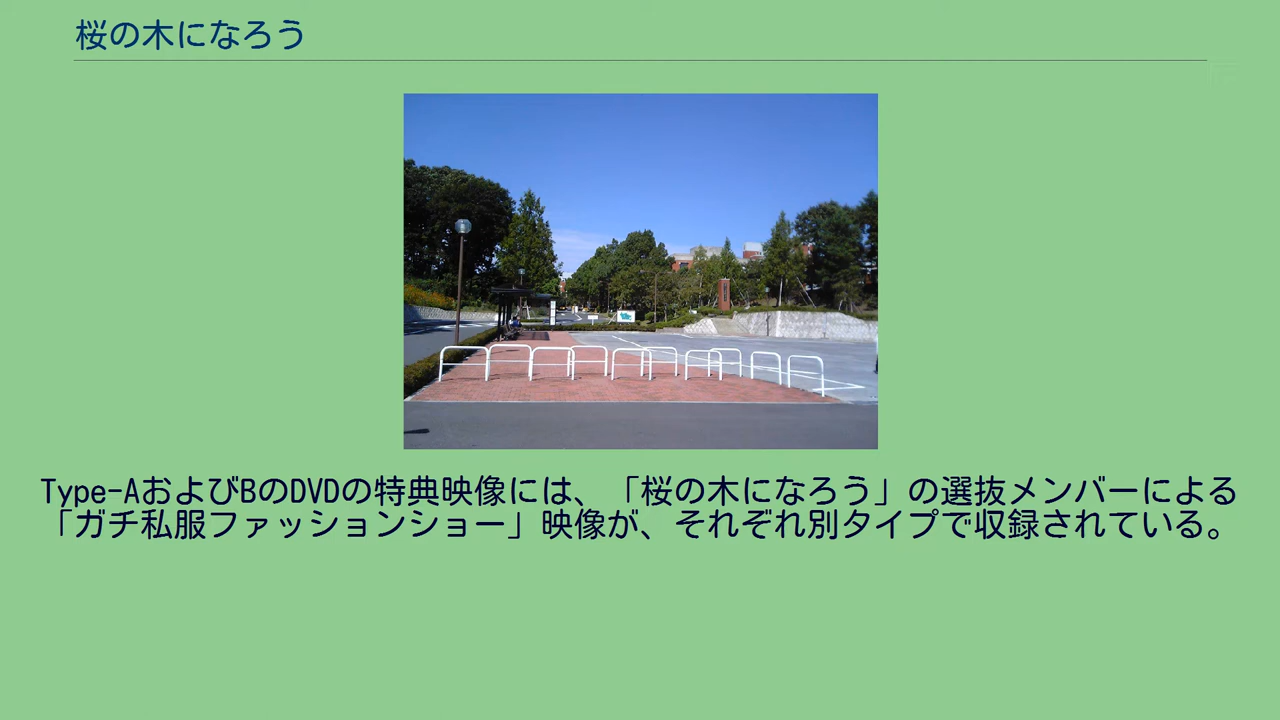 桜の木になろう
Type-AおよびBのDVDの特典映像には、「桜の木になろう」の選抜メンバーによる
「ガチ私服ファッションショー」映像が、それぞれ別タイプで収録されている。